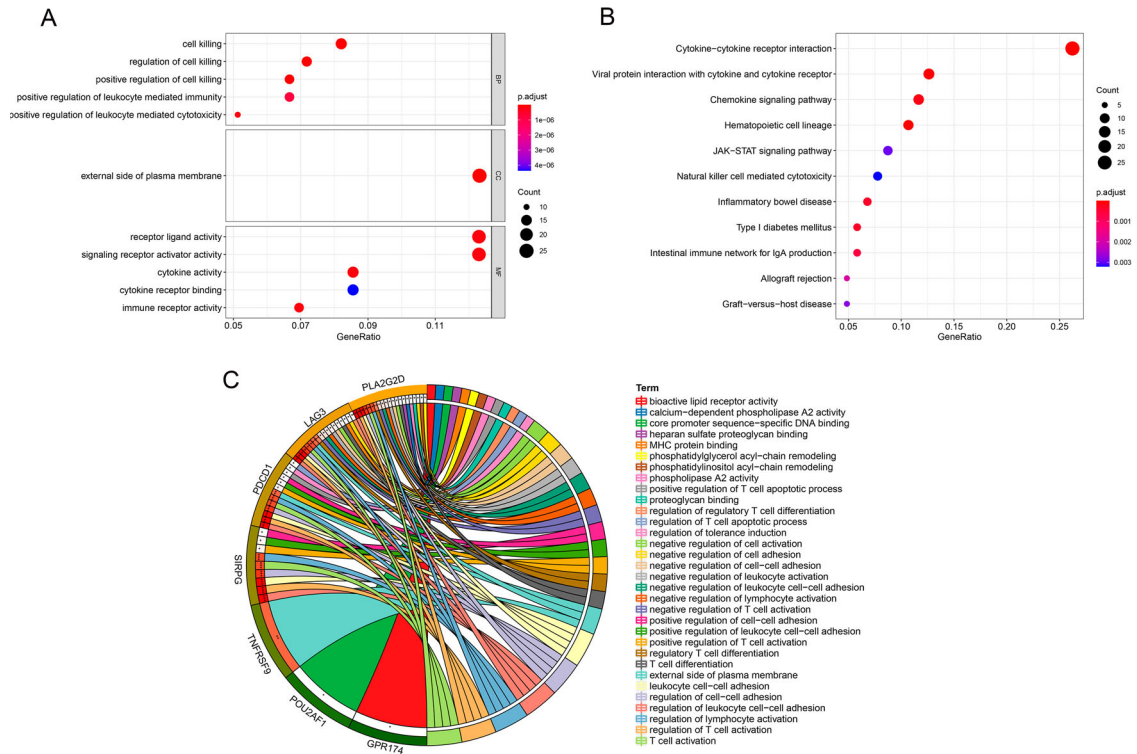 A
cell killing
regulation of cell killing
positive regulation of cell killing
positive regulation of leukocyte mediated immunity
positive regulation of leukocyte mediated cytotoxicity
BP
external side of plasma membrane
CC
receptor ligand activity
signaling receptor activator activity
cytokine activity
cytokine receptor binding
immune receptor activity
MF
0.05 0.07 0.09 0.11
GeneRatio
p.adjust
1e−06
2e−06
3e−06
4e−06
Count
10
15
20
25
B
Cytokine−cytokine receptor interaction
Viral protein interaction with cytokine and cytokine receptor
Chemokine signaling pathway
Hematopoietic cell lineage
JAK−STAT signaling pathway
Natural killer cell mediated cytotoxicity
Inflammatory bowel disease
Type I diabetes mellitus
Intestinal immune network for IgA production
Allograft rejection
Graft−versus−host disease
0.05 0.10 0.15 0.20 0.25
GeneRatio
Count
5
10
15
20
25
p.adjust
0.001
0.002
0.003
C
PLA2G2D
LAG3
PDCD1
SIRPG
TNFRSF9
POU2AF1
GPR174
Term
bioactive lipid receptor activity
calcium−dependent phospholipase A2 activity
core promoter sequence−specific DNA binding
heparan sulfate proteoglycan binding
MHC protein binding
phosphatidylglycerol acyl−chain remodeling
phosphatidylinositol acyl−chain remodeling
phospholipase A2 activity
positive regulation of T cell apoptotic process
proteoglycan binding
regulation of regulatory T cell differentiation
regulation of T cell apoptotic process
regulation of tolerance induction
negative regulation of cell activation
negative regulation of cell adhesion
negative regulation of cell−cell adhesion
negative regulation of leukocyte activation
negative regulation of leukocyte cell−cell adhesion
negative regulation of lymphocyte activation
negative regulation of T cell activation
positive regulation of cell−cell adhesion
positive regulation of leukocyte cell−cell adhesion
positive regulation of T cell activation
regulatory T cell differentiation
T cell differentiation
external side of plasma membrane
leukocyte cell−cell adhesion
regulation of cell−cell adhesion
regulation of leukocyte cell−cell adhesion
regulation of lymphocyte activation
regulation of T cell activation
T cell activation